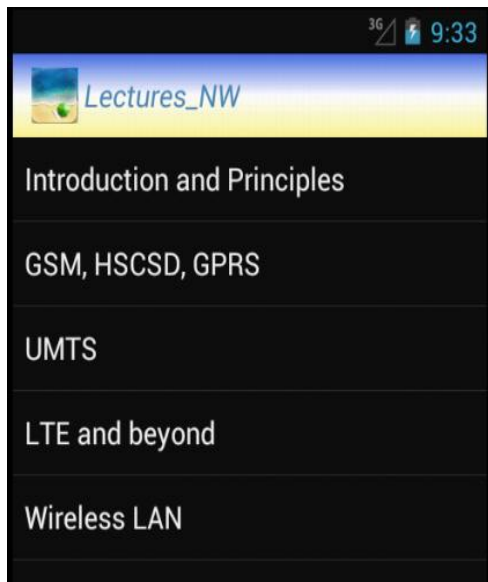 3G 9:33
Lectures_NW
Introduction and Principles
GSM, HSCSD, GPRS
UMTS
LTE and beyond
Wireless LAN